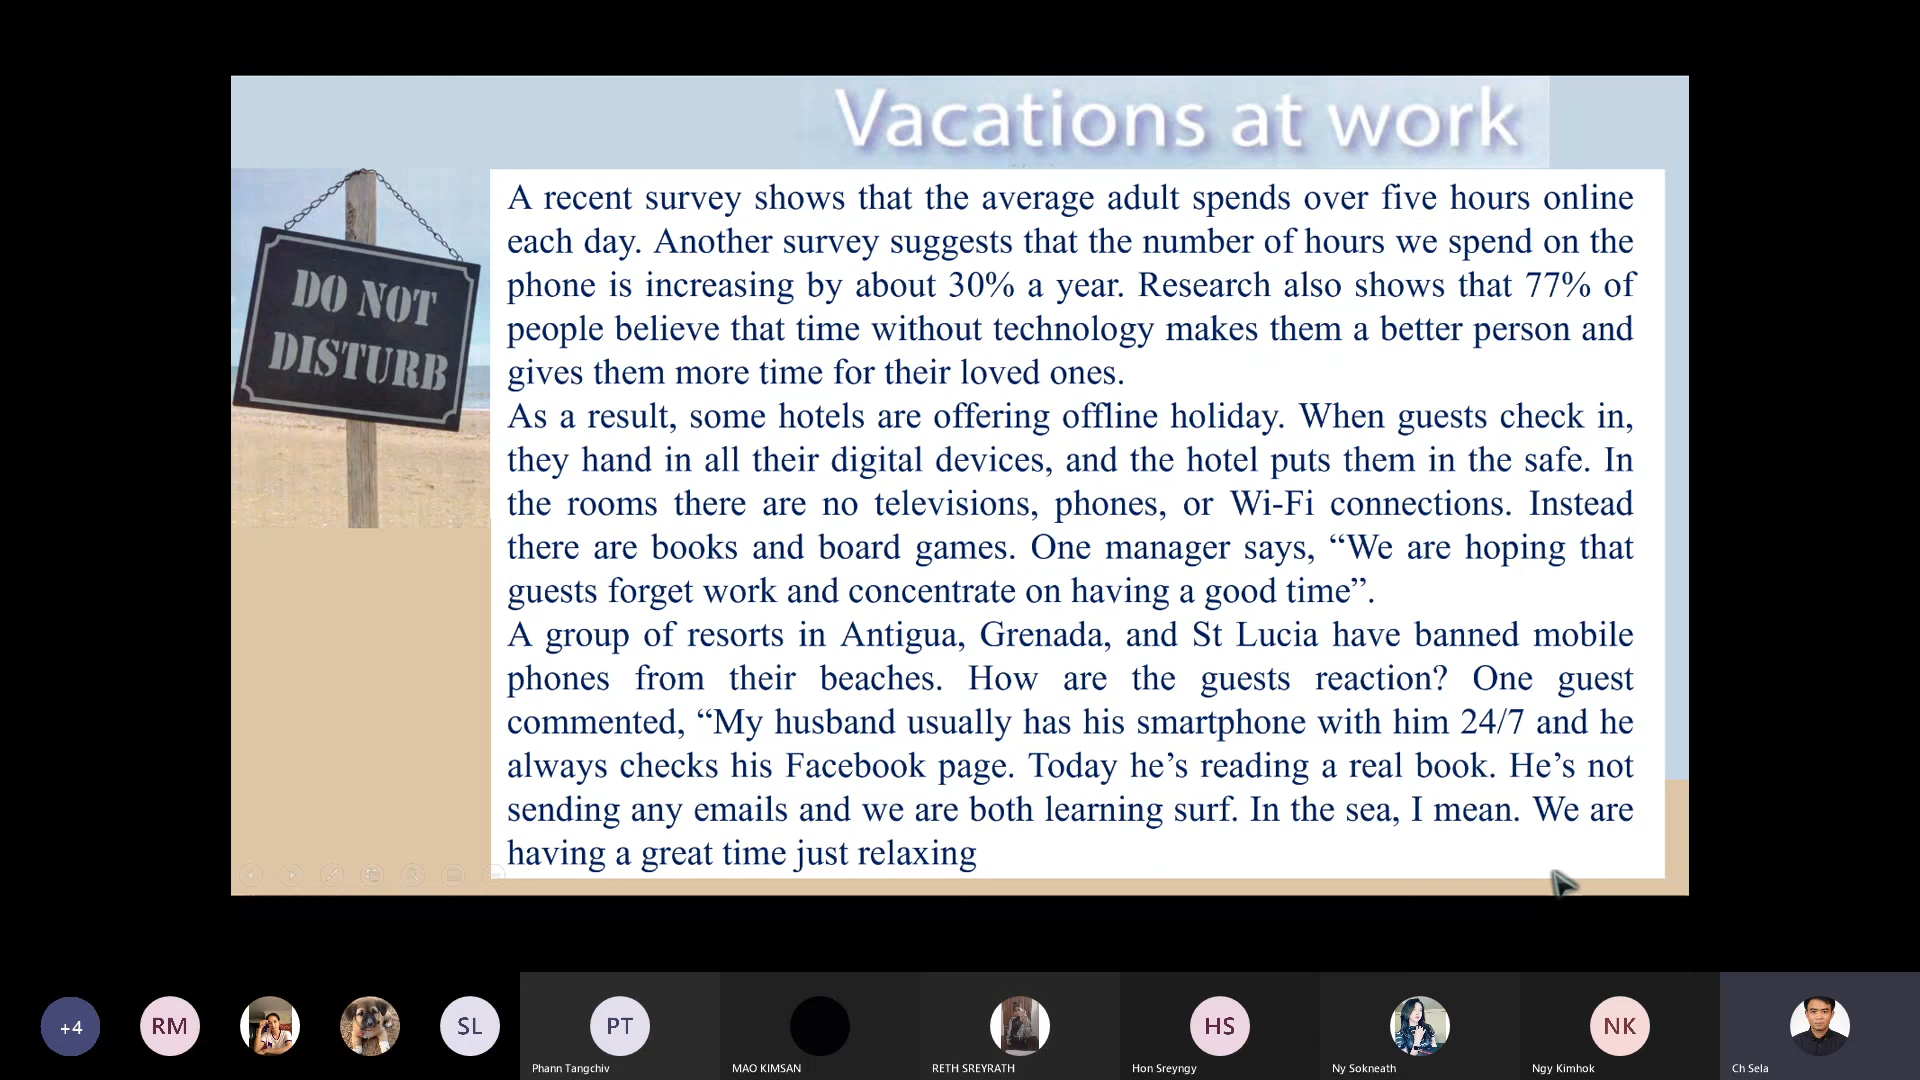 Vacations at work
DO NOT
DISTURB
A recent survey shows that the average adult spends over five hours online
each day. Another survey suggests that the number of hours we spend on the
phone is increasing by about 30% a year. Research also shows that 77% of
people believe that time without technology makes them a better person and
gives them more time for their loved ones.
As a result, some hotels are offering offline holiday. When guests check in,
they hand in all their digital devices, and the hotel puts them in the safe. In
the rooms there are no televisions, phones, or Wi-Fi connections. Instead
there are books and board games. One manager says, “We are hoping that
guests forget work and concentrate on having a good time”.
A group of resorts in Antigua, Grenada, and St Lucia have banned mobile
phones from their beaches. How are the guests reaction? One guest
commented, “My husband usually has his smartphone with him 24/7 and he
always checks his Facebook page. Today he’s reading a real book. He’s not
sending any emails and we are both learning surf. In the sea, I mean. We are
having a great time just relaxing
+4
RM
SL
PT
HS
NK
Phann Tangchiv
MAO KIMSAN
RETH SREYRATH
Hon Sreyngy
Ny Sokneath
Ngy Kimhok
Ch Sela